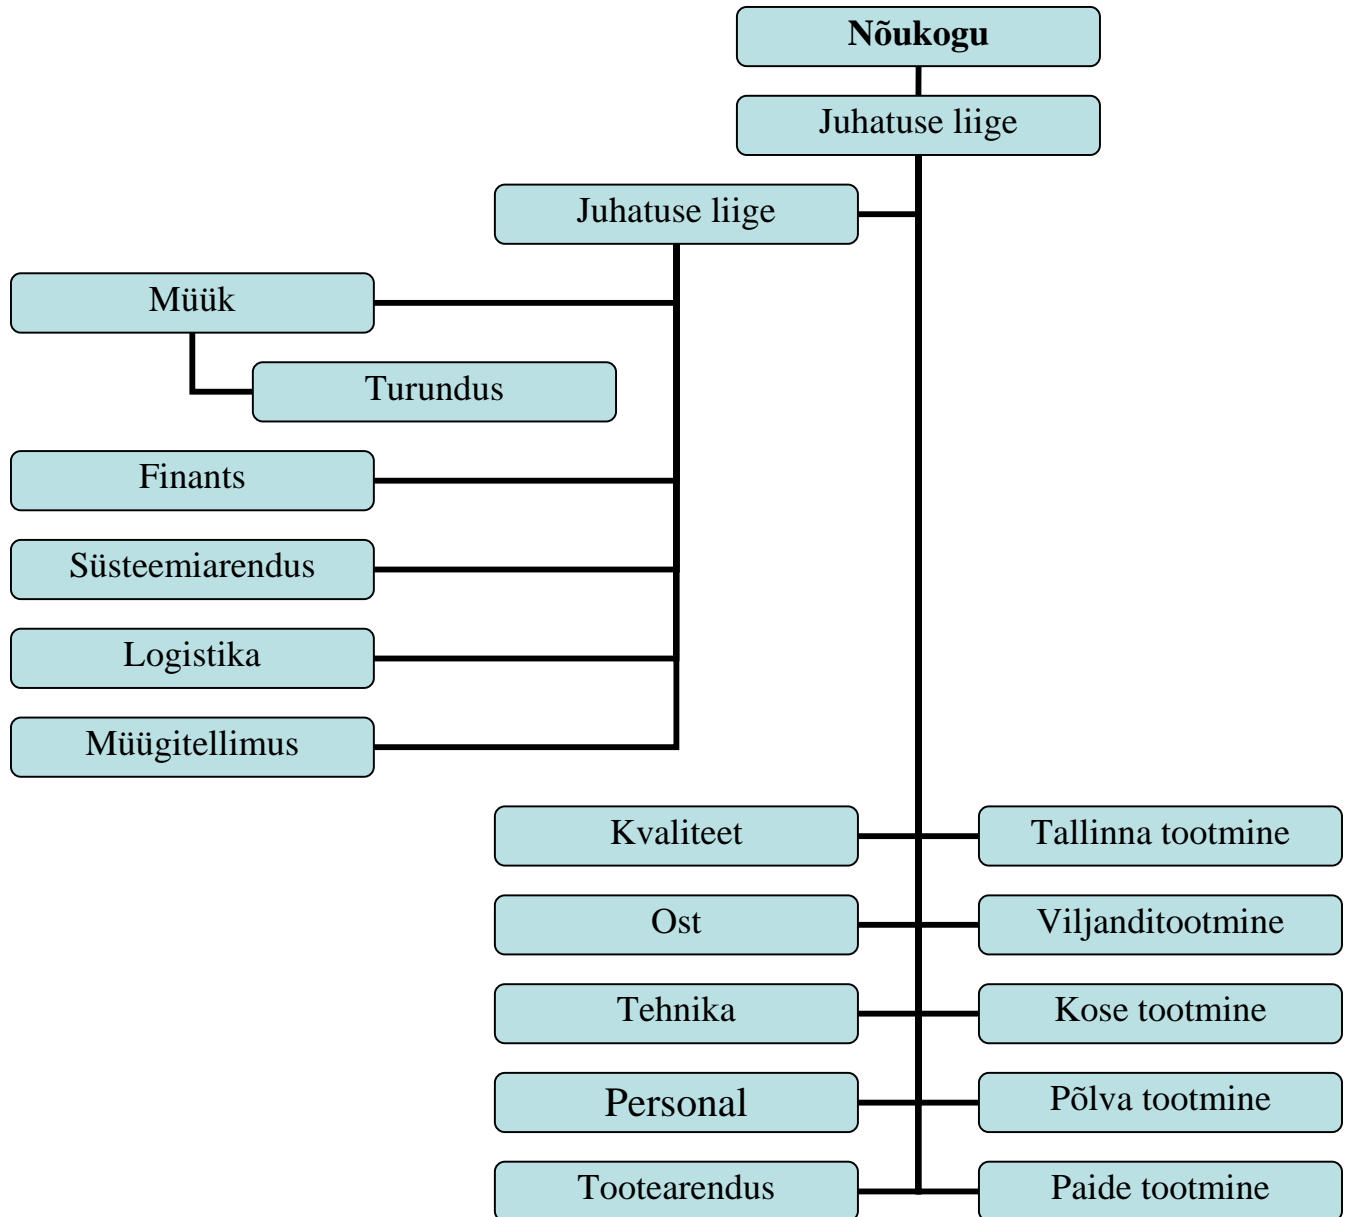 Nõukogu
Juhatuse liige
Juhatuse liige
Müük
Turundus
Finants
Süsteemiarendus
Logistika
Müügitellimus
Kvaliteet
Tallinna tootmine
Ost
Viljanditootmine
Tehnika
Kose tootmine
Personal
Põlva tootmine
Tootearendus
Paide tootmine